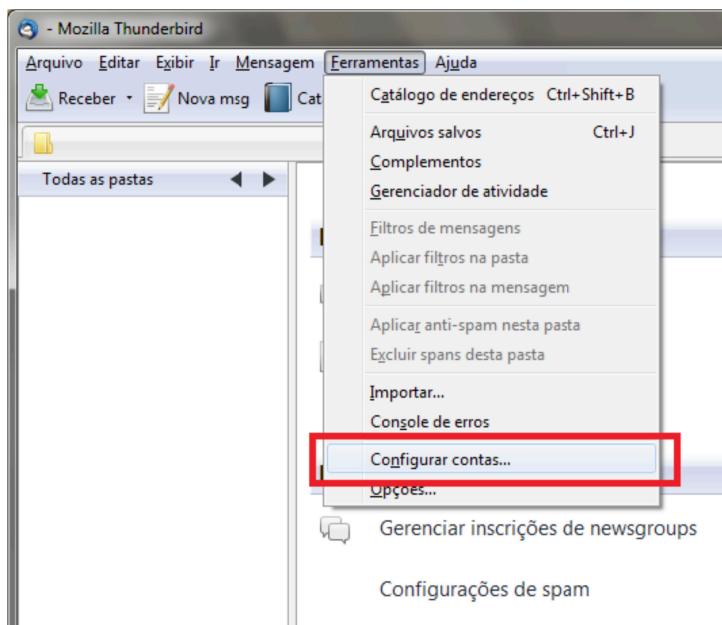 - Mozilla Thunderbird
Arquivo Editar Exibir Ir Mensagem Ferramentas Ajuda
Receber Nova msg Cat
Catálogo de endereços Ctrl+Shift+B
Arquivos salvos Ctrl+J
Complementos
Gerenciador de atividade
Todas as pastas
Filtros de mensagens
Aplicar filtros na pasta
Aplicar filtros na mensagem
Aplicar anti-spam nesta pasta
Excluir spans desta pasta
Importar...
Console de erros
Configurar contas...
Opções...
Gerenciar inscrições de newsgroups
Configurações de spam